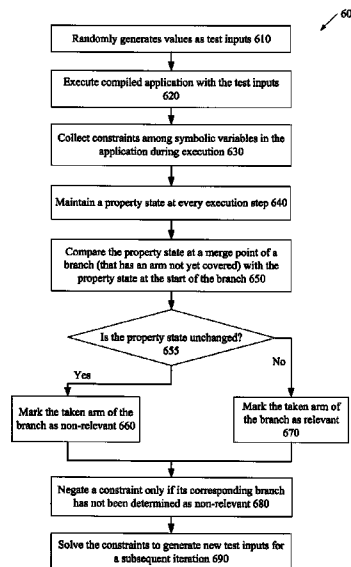 60
Randomly generates values as test inputs 610
Execute compiled application with the test inputs
620
Collect constraints among symbolic variables in the
application during execution 630
Maintain a property state at every execution step 640
Compare the property state at a merge point of a
branch (that has an arm not yet covered) with the
property state at the start of the branch 650
Is the property state unchanged?
655
Yes
No
Mark the taken arm of the
branch as non-relevant 660
Mark the taken arm of
the branch as relevant
670
Negate a constraint only if its corresponding branch
has not been determined as non-relevant 680
Solve the constraints to generate new test inputs for
a subsequent iteration 690